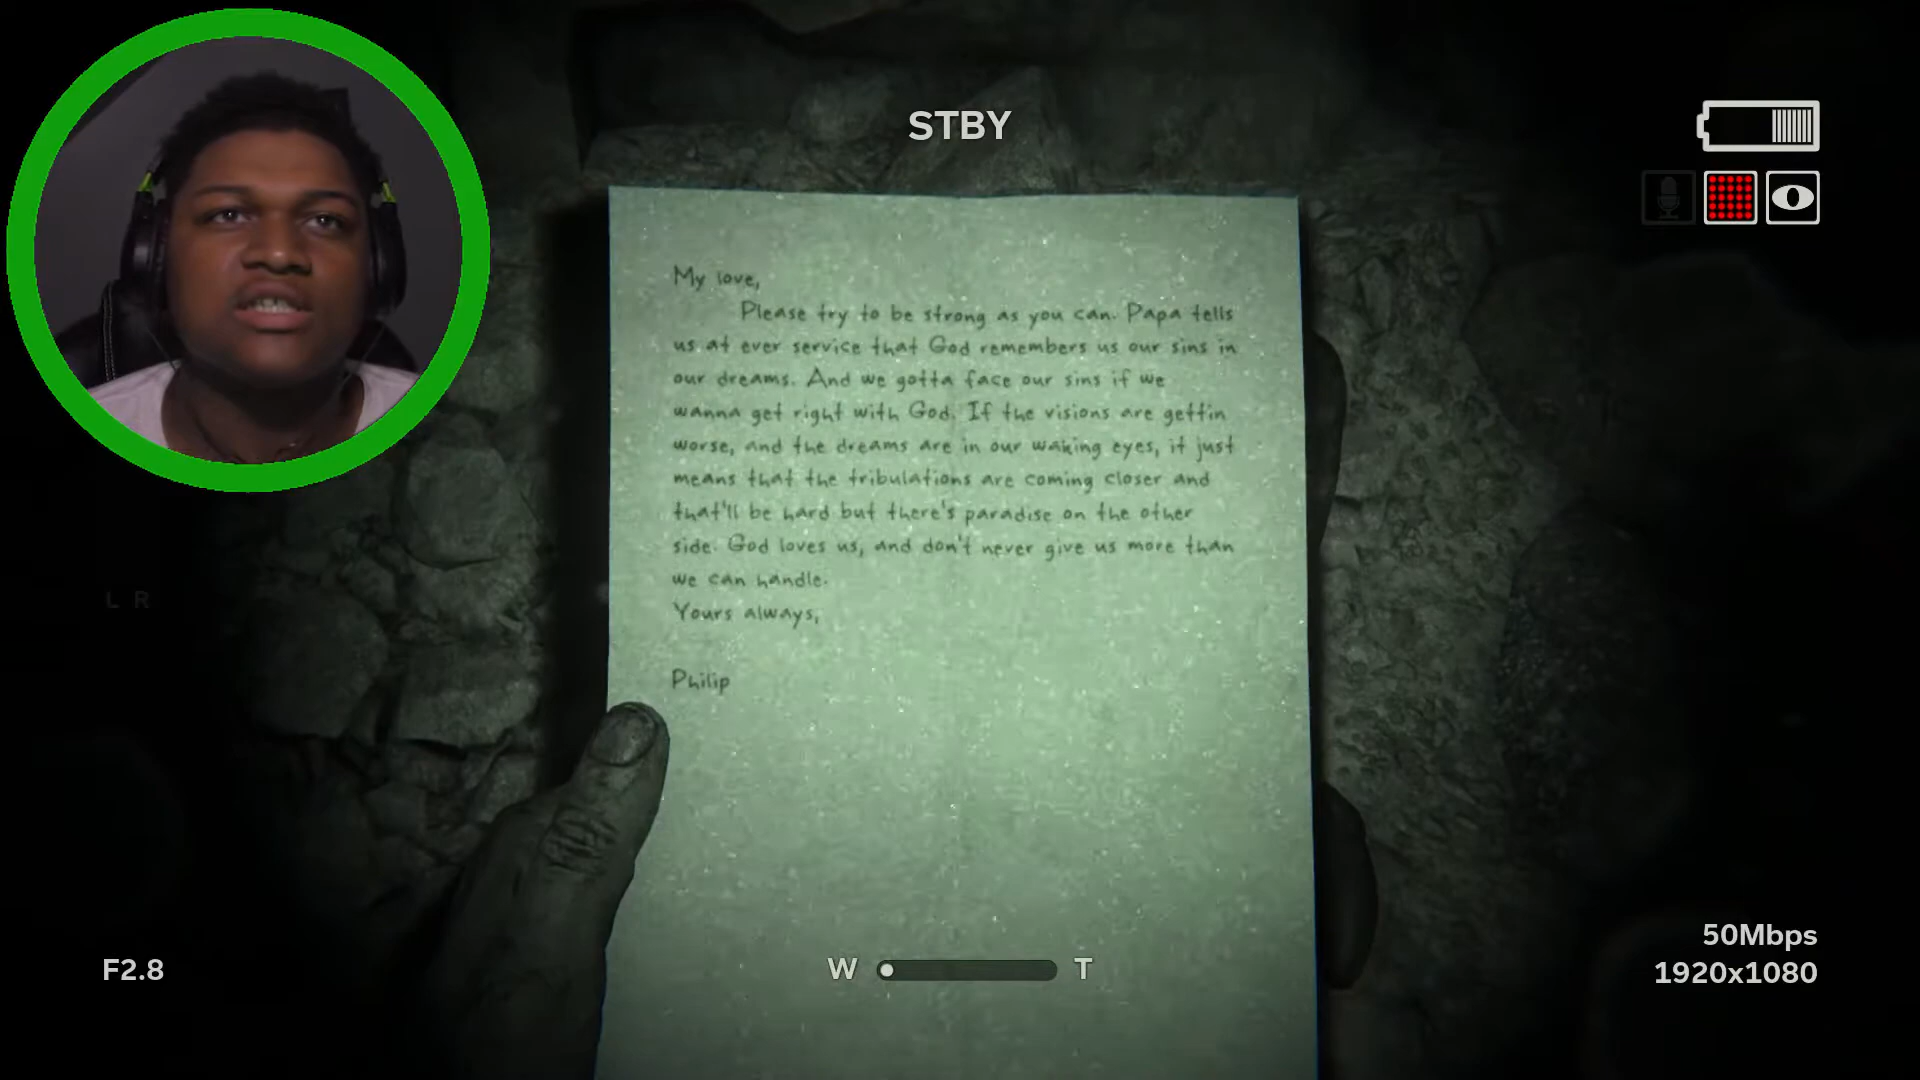 STBY
My love,
Please try to be strong as you can. Papa tells
us at ever service that God remembers us our sins in
our dreams. And we gotta face our sins if we
wanna get right with God. If the visions are gettin
worse, and the dreams are in our waking eyes, it just
means that the tribulations are coming closer and
that'll be hard but there's paradise on the other
side. God loves us, and don't never give us more than
we can handle.
Yours always,
Philip
L R
F2.8
W T
50Mbps
1920x1080